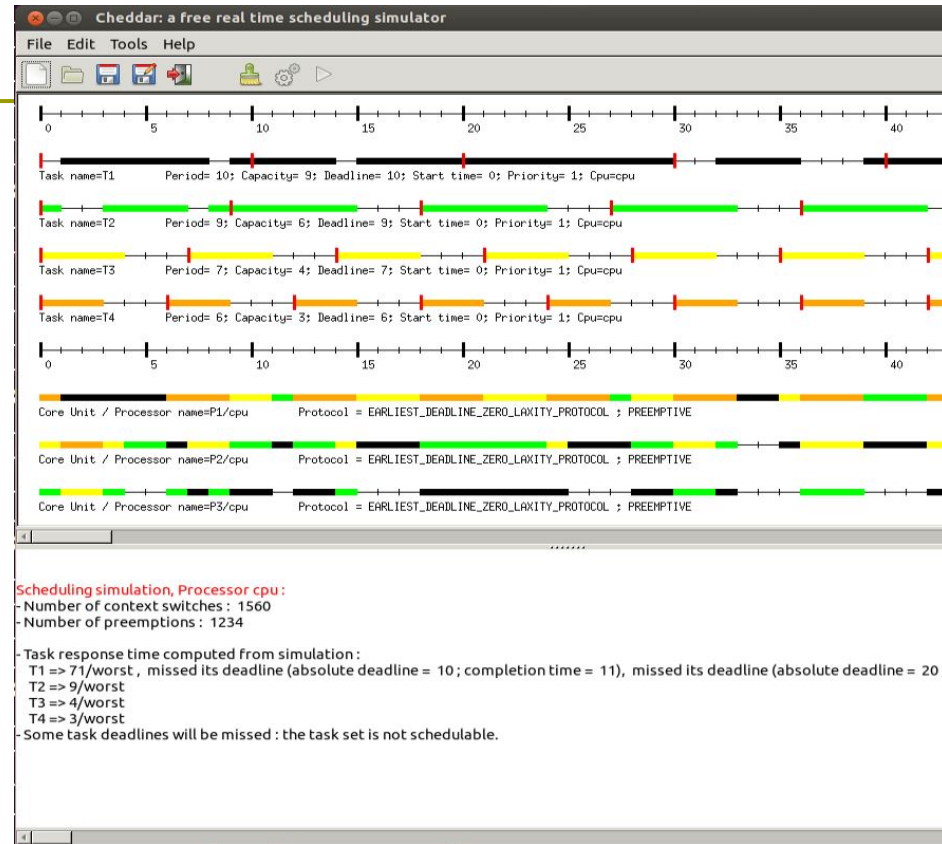 Cheddar: a free real time scheduling simulator
File Edit Tools Help
0 5 10 15 20 25 30 35 40
Task name=T1 Period= 10; Capacity= 9; Deadline= 10; Start time= 0; Priority= 1; Cpu=cpu
Task name=T2 Period= 9; Capacity= 6; Deadline= 9; Start time= 0; Priority= 1; Cpu=cpu
Task name=T3 Period= 7; Capacity= 4; Deadline= 7; Start time= 0; Priority= 1; Cpu=cpu
Task name=T4 Period= 6; Capacity= 3; Deadline= 6; Start time= 0; Priority= 1; Cpu=cpu
0 5 10 15 20 25 30 35 40
Core Unit / Processor name=P1/cpu Protocol = EARLIEST_DEADLINE_ZERO_LAXITY_PROTOCOL ; PREEMPTIVE
Core Unit / Processor name=P2/cpu Protocol = EARLIEST_DEADLINE_ZERO_LAXITY_PROTOCOL ; PREEMPTIVE
Core Unit / Processor name=P3/cpu Protocol = EARLIEST_DEADLINE_ZERO_LAXITY_PROTOCOL ; PREEMPTIVE
Scheduling simulation, Processor cpu :
- Number of context switches : 1560
- Number of preemptions : 1234
- Task response time computed from simulation :
T1 => 71/worst , missed its deadline (absolute deadline = 10 ; completion time = 11), missed its deadline (absolute deadline = 20
T2 => 9/worst
T3 => 4/worst
T4 => 3/worst
- Some task deadlines will be missed : the task set is not schedulable.